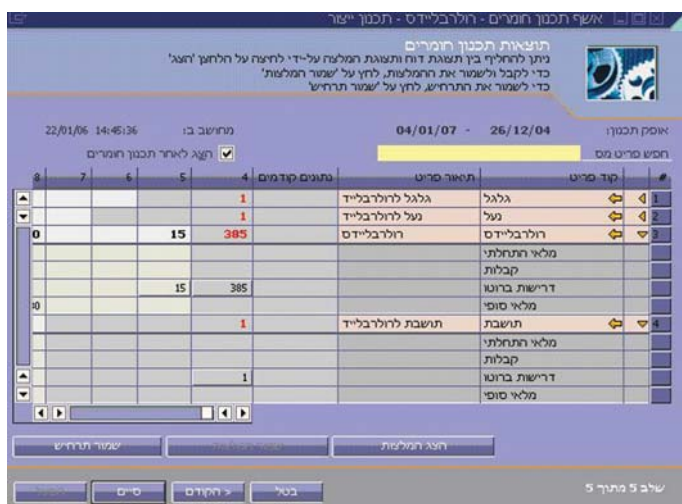 אשף תכנון חומרים - רולרבליידס - תכנון ייצור
תוצאות תכנון חומרים
ניתן להחליף בין תצוגת דוח ותצוגת המלצה על-ידי לחיצה על הלחצן 'הצג'
כדי לקבל ולשמור את ההמלצות, לחץ על 'שמור המלצות'
כדי לשמור את התרחיש, לחץ על 'שמור תרחיש'
אופק תכנון: 26/12/04 - 04/01/07 מחושב ב: 14:45:36 22/01/06
חפש פריט מס הצג לאחר תכנון חומרים
# קוד פריט תיאור פריט נתונים קודמים 4 5 6 7 8
1 גלגל גלגל לרולרבלייד 1
2 נעל נעל לרולרבלייד 1
3 רולרבליידס רולרבליידס 385 15 0
מלאי התחלתי
קבלות
דרישות ברוטו 385 15
מלאי סופי 30
4 תושבת תושבת לרולרבלייד 1
מלאי התחלתי
קבלות
דרישות ברוטו 1
מלאי סופי
הצג המלצות שמור תרחיש
שלב 5 מתוך 5 בטל < הקודם סיים